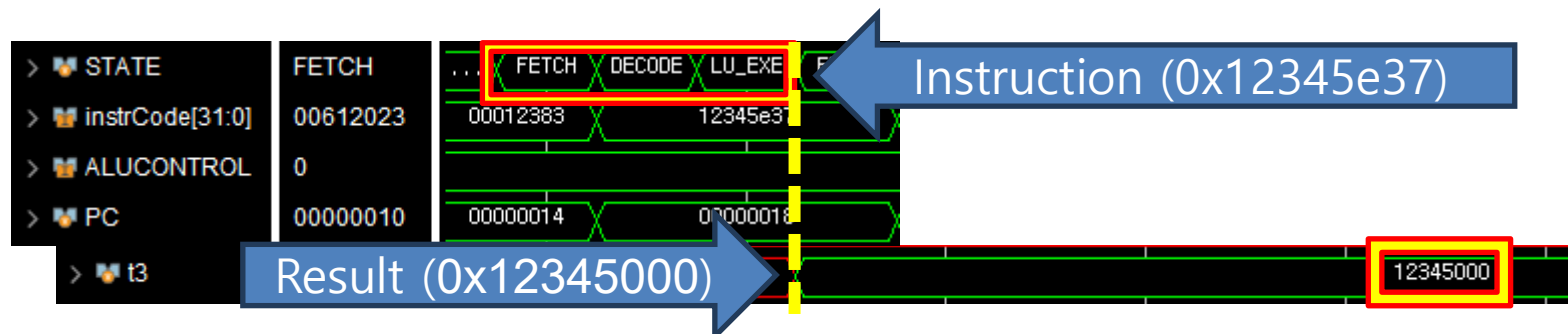 > STATE FETCH ... FETCH DECODE LU_EXE
Instruction (0x12345e37)
> instrCode[31:0] 00612023 00012383 12345e37
> ALUCONTROL 0
> PC 00000010 00000014 00000018
> t3 12345000
Result (0x12345000)